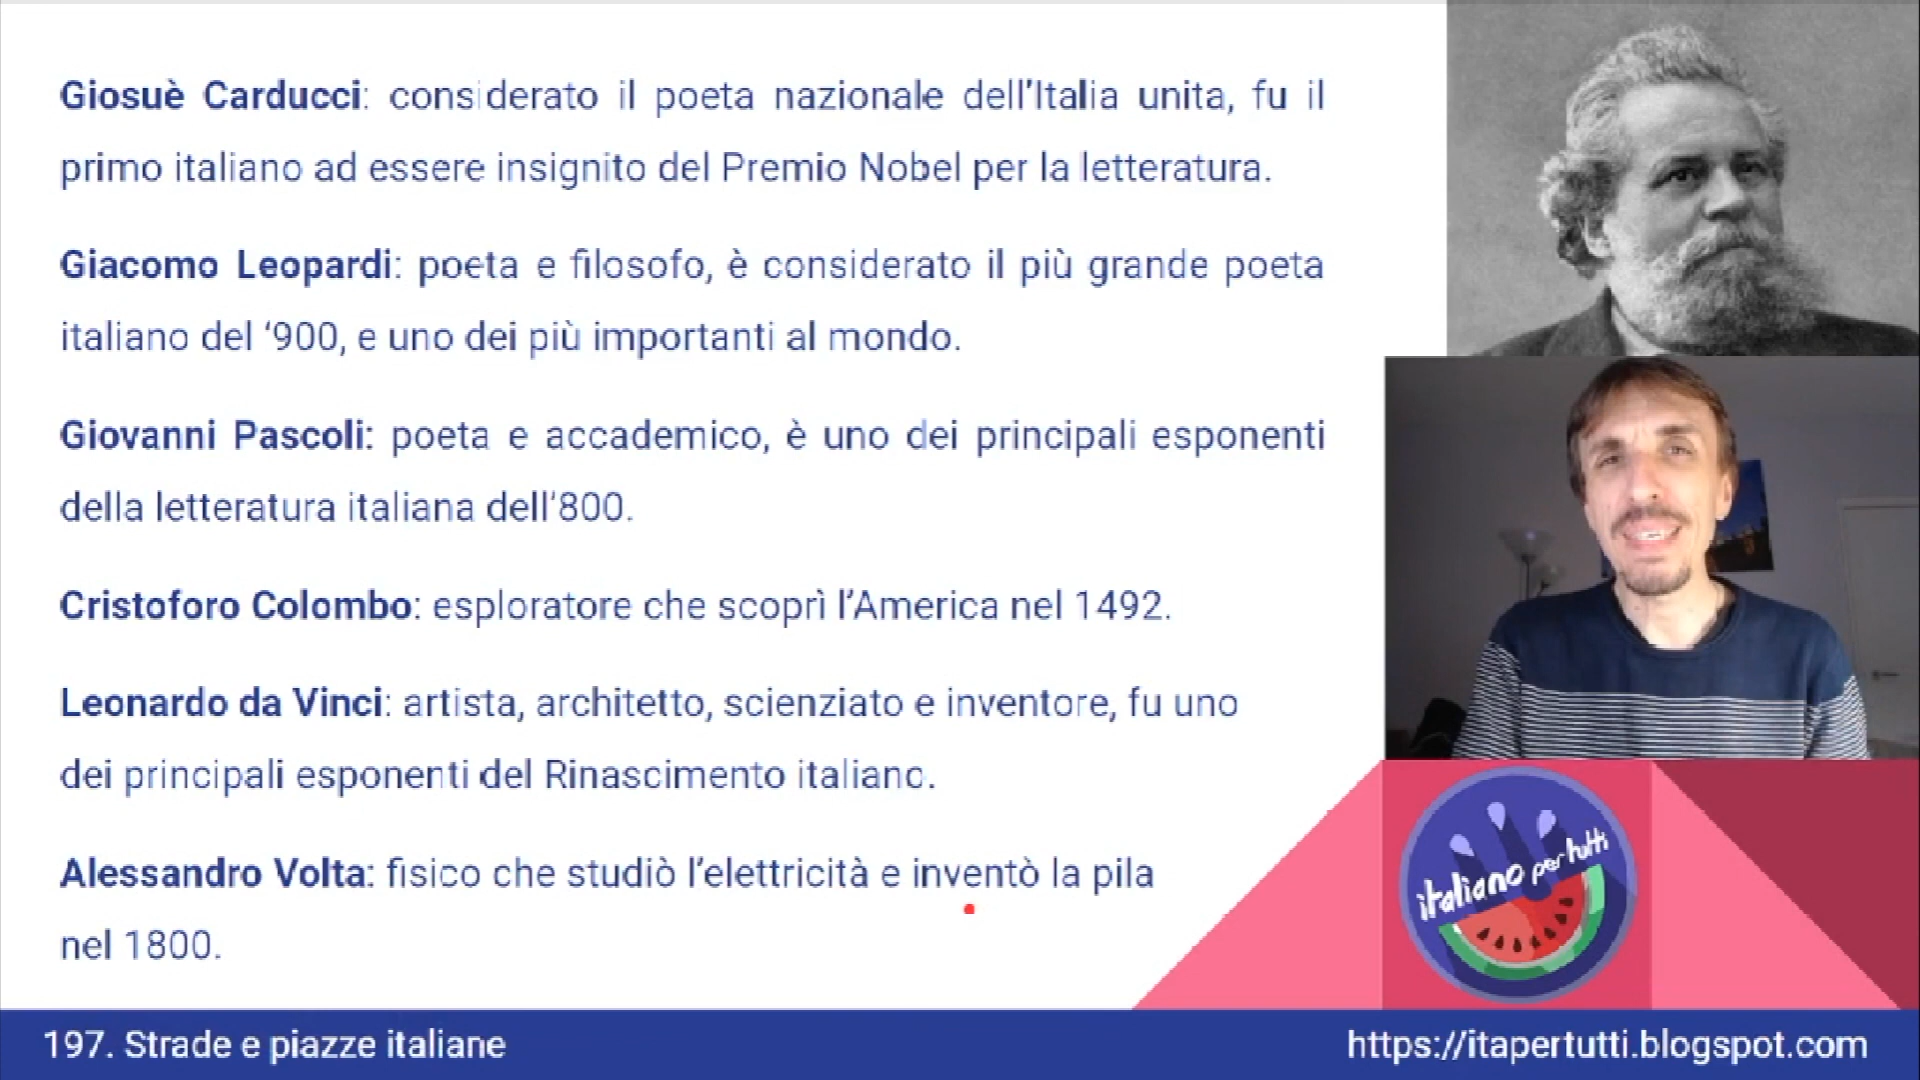 Giosuè Carducci: considerato il poeta nazionale dell'Italia unita, fu il
primo italiano ad essere insignito del Premio Nobel per la letteratura.
Giacomo Leopardi: poeta e filosofo, è considerato il più grande poeta
italiano del ‘900, e uno dei più importanti al mondo.
Giovanni Pascoli: poeta e accademico, è uno dei principali esponenti
della letteratura italiana dell‘800.
Cristoforo Colombo: esploratore che scoprì l’America nel 1492.
Leonardo da Vinci: artista, architetto, scienziato e inventore, fu uno
dei principali esponenti del Rinascimento italiano.
Alessandro Volta: fisico che studiò l’elettricità e inventò la pila
nel 1800.
italiano per tutti
197. Strade e piazze italiane
https://itapertutti.blogspot.com